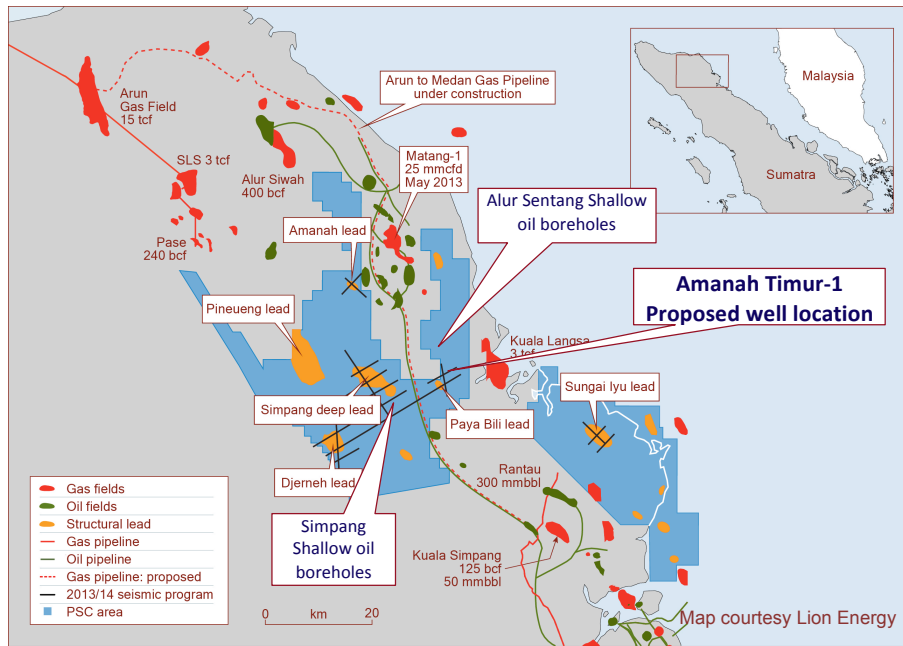 Arun to Medan Gas Pipeline
under construction
Malaysia
Sumatra
Arun
Gas Field
15 tcf
SLS 3 tcf
Alur Siwah
400 bcf
Matang-1
25 mmcfd
May 2013
Alur Sentang Shallow
oil boreholes
Pase
240 bcf
Amanah lead
Amanah Timur-1
Proposed well location
Pineung lead
Kuala Langsa
3 tcf
Sungai Iyu lead
Simpang deep lead
Paya Bili lead
Djerneh lead
Rantau
300 mmbbl
Simpang
Shallow oil
boreholes
Kuala Simpang
125 bcf
50 mmbbl
Gas fields
Oil fields
Structural lead
Gas pipeline
Oil pipeline
Gas pipeline: proposed
2013/14 seismic program
PSC area
0 km 20
Map courtesy Lion Energy